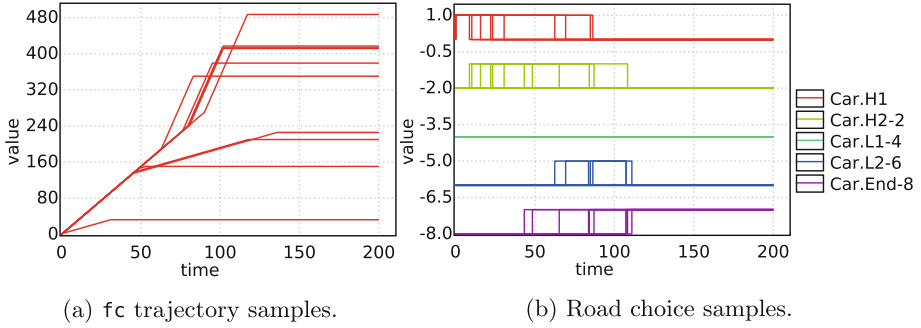 480
400
320
240
160
80
0
value
0 50 100 150 200
time
(a) fc trajectory samples.
1.0
-0.5
-2.0
-3.5
-5.0
-6.5
-8.0
value
0 50 100 150 200
time
Car.H1
Car.H2-2
Car.L1-4
Car.L2-6
Car.End-8
(b) Road choice samples.